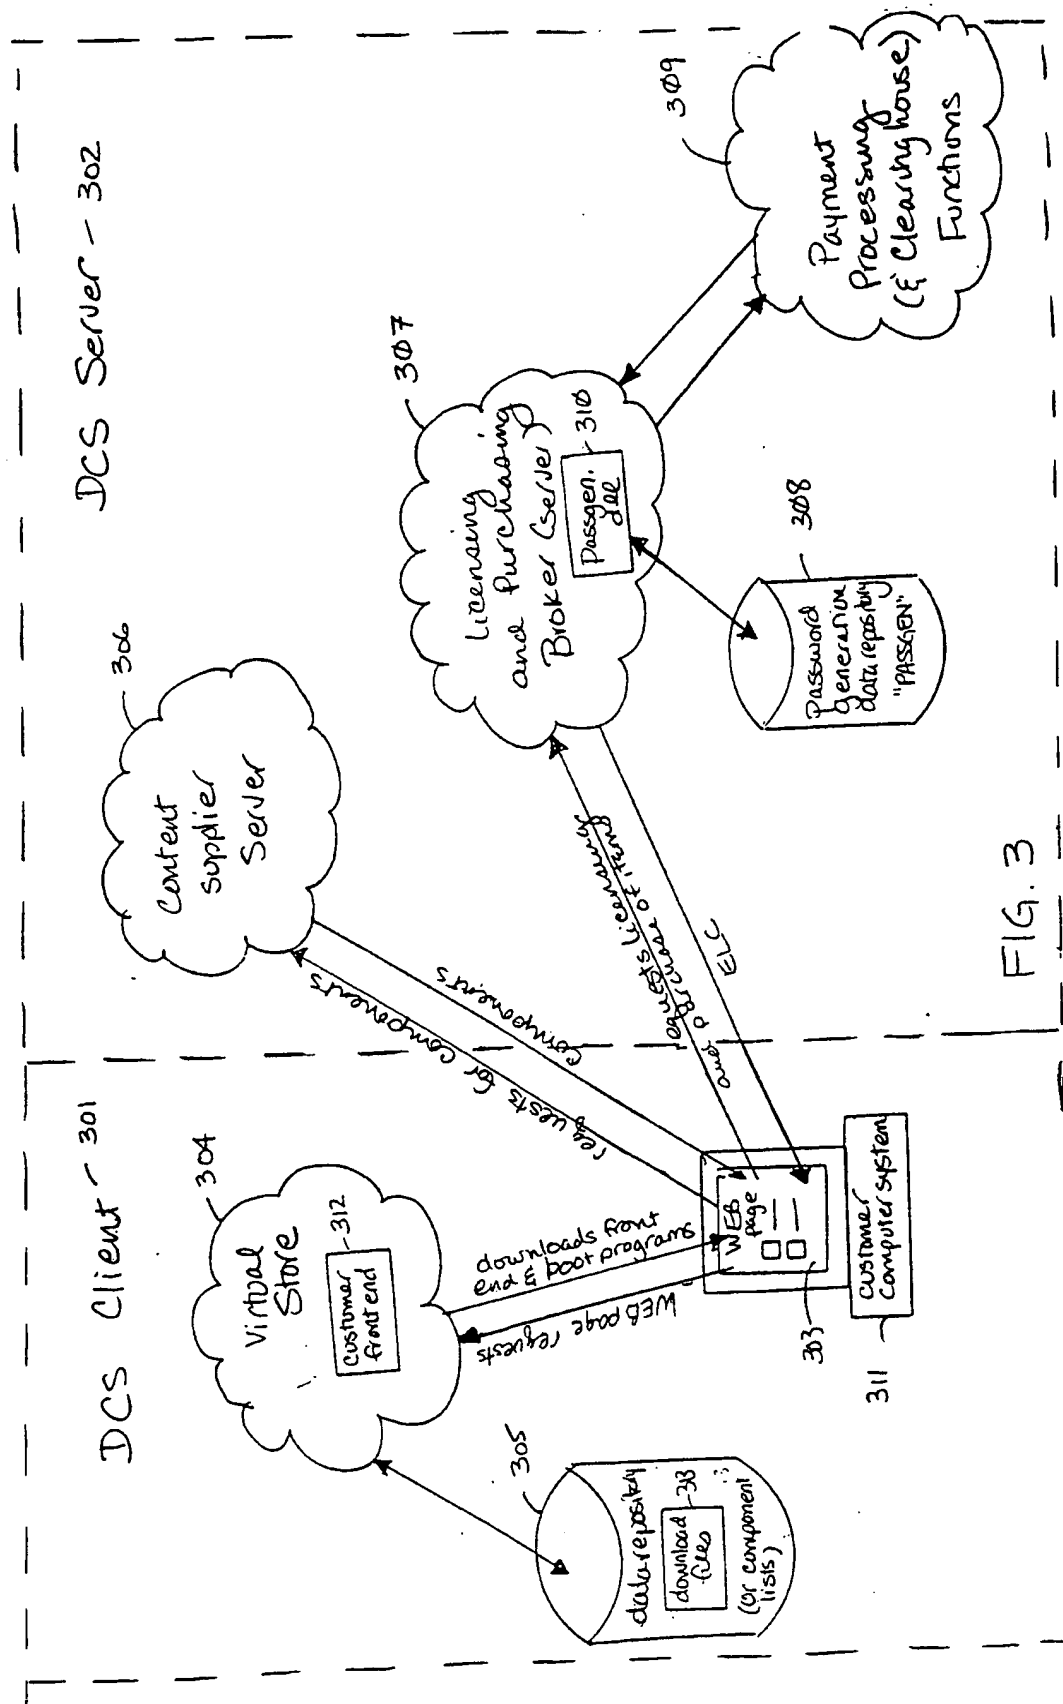 DCS Client - 301
DCS Server - 302
304
Virtual
Store
312
customer
front end
305
data repository
313
download
files
(or component
lists)
WEB page requests
downloads front
end & boot programs
WEB
page
303
customer
computer system
311
requests for components
components
306
Content
Supplier
Server
requests licensing
and purchase of items
ELC
307
Licensing
and Purchasing
Broker (server)
Passgen.
dll
310
308
Password
generation
data repository
"PASSGEN"
309
Payment
Processing
(& Clearinghouse)
Functions
FIG. 3